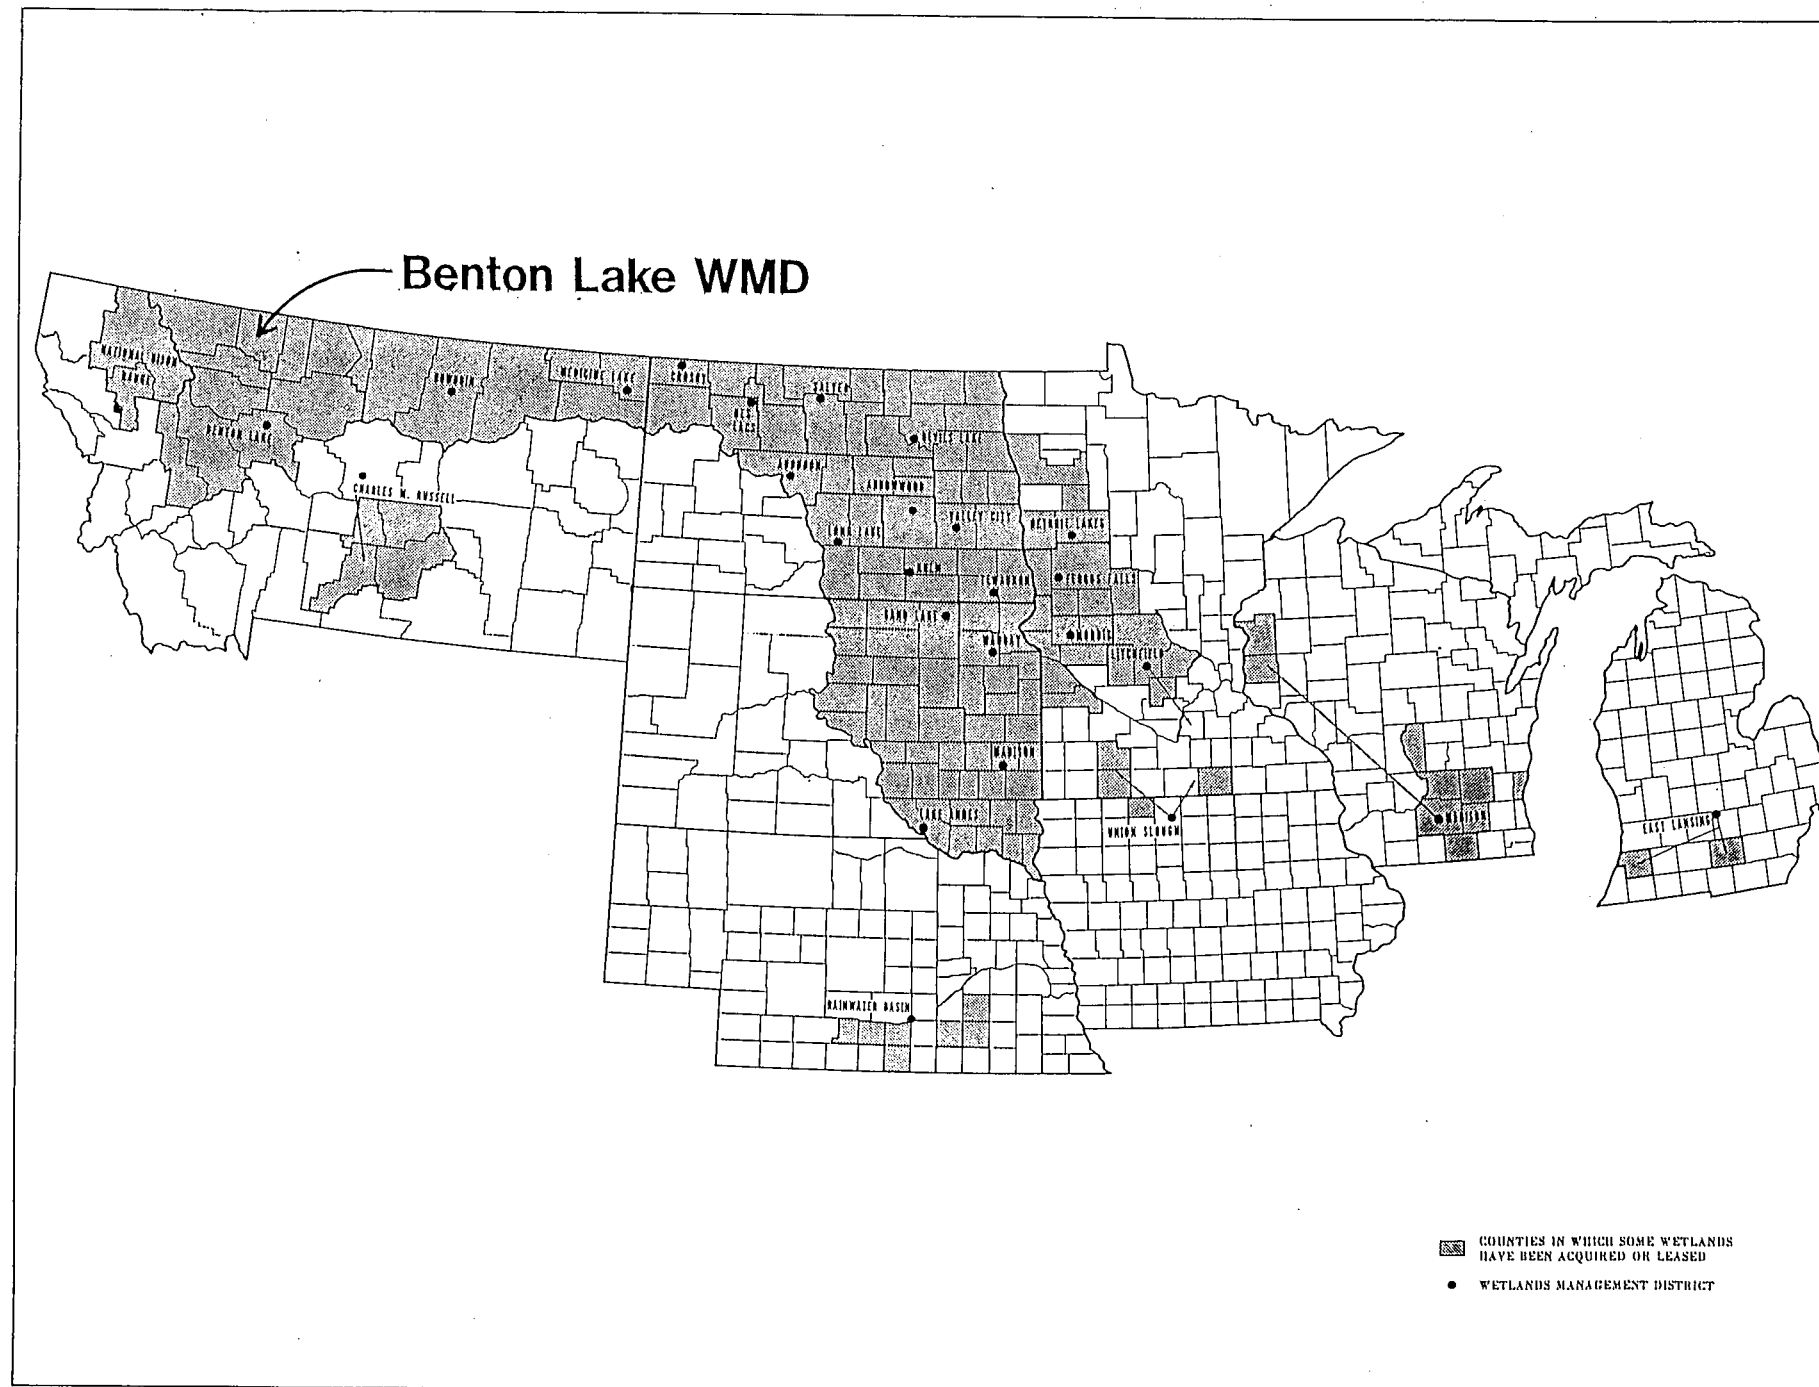 Benton Lake WMD
NATIONAL BISON
RANGE
BENTON LAKE
BOWDOIN
MEDICINE LAKE
CROSBY
LOS
LACS
SALYER
DEVILS LAKE
CHARLES M. RUSSELL
AUDUBON
ARROWWOOD
LONG LAKE
VALLEY CITY
DETROIT LAKES
KULM
TEWAUKON
FERGUS FALLS
SAND LAKE
WAUBAY
MORRIS
LITCHFIELD
MADISON
LAKE ANDES
UNION SLOUGH
MADISON
EAST LANSING
RAINWATER BASIN
COUNTIES IN WHICH SOME WETLANDS
HAVE BEEN ACQUIRED OR LEASED
WETLANDS MANAGEMENT DISTRICT